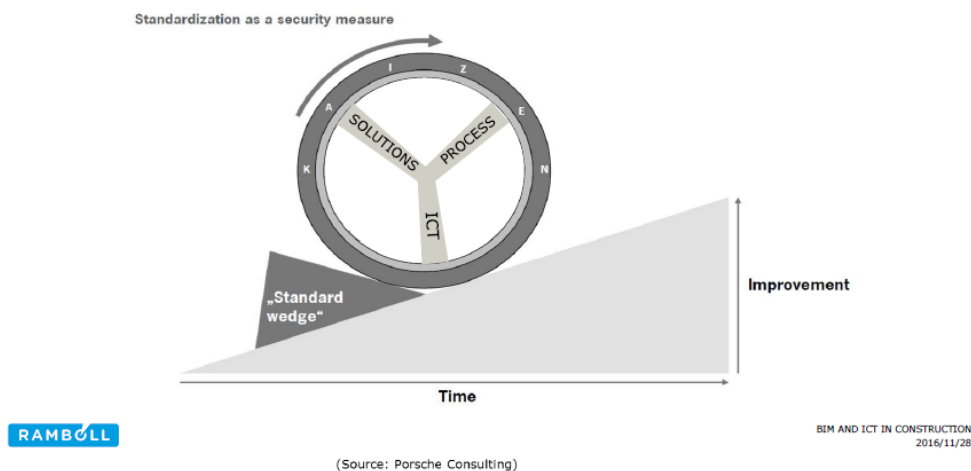 Standardization as a security measure
K A I Z E N
SOLUTIONS
PROCESS
ICT
„Standard
wedge“
Improvement
Time
RAMBOLL
BIM AND ICT IN CONSTRUCTION
2016/11/28
(Source: Porsche Consulting)